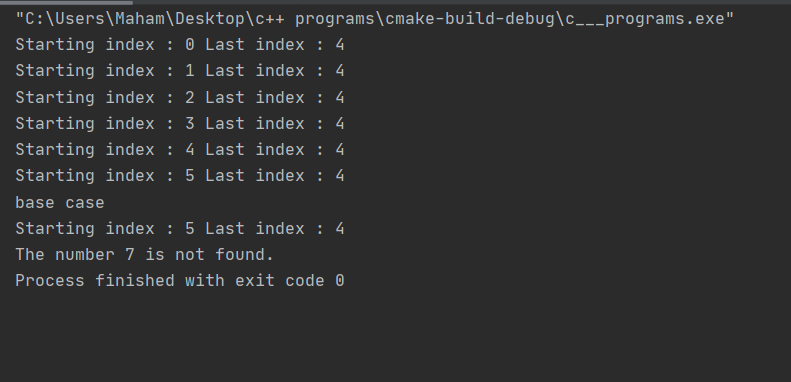 "C:\Users\Maham\Desktop\c++ programs\cmake-build-debug\c___programs.exe"
Starting index : 0 Last index : 4
Starting index : 1 Last index : 4
Starting index : 2 Last index : 4
Starting index : 3 Last index : 4
Starting index : 4 Last index : 4
Starting index : 5 Last index : 4
base case
Starting index : 5 Last index : 4
The number 7 is not found.
Process finished with exit code 0